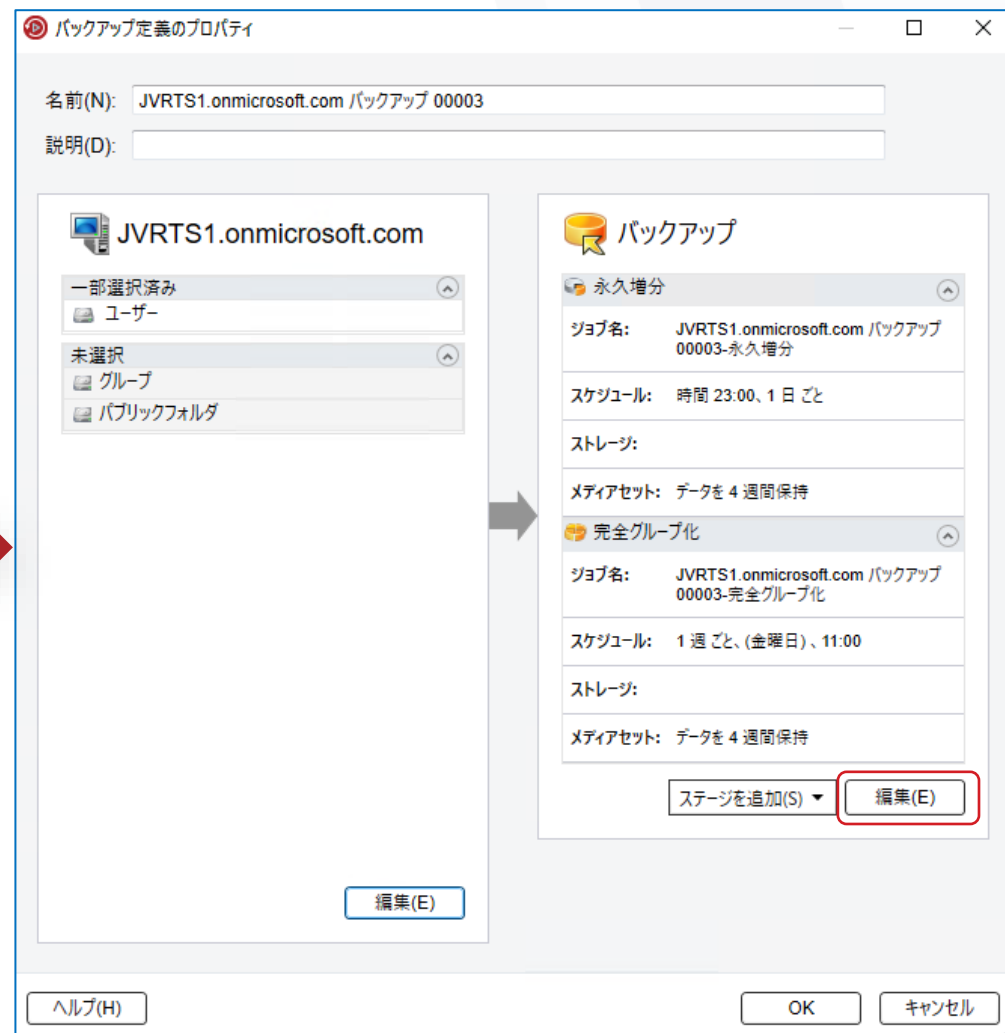 バックアップ定義のプロパティ
名前(N): JVRTS1.onmicrosoft.com バックアップ 00003
説明(D):
JVRTS1.onmicrosoft.com
一部選択済み
ユーザー
未選択
グループ
パブリックフォルダ
編集(E)
バックアップ
永久増分
ジョブ名: JVRTS1.onmicrosoft.com バックアップ
00003-永久増分
スケジュール: 時間 23:00、1 日 ごと
ストレージ:
メディアセット: データを 4 週間保持
完全グループ化
ジョブ名: JVRTS1.onmicrosoft.com バックアップ
00003-完全グループ化
スケジュール: 1 週 ごと、(金曜日) 、11:00
ストレージ:
メディアセット: データを 4 週間保持
ステージを追加(S) 編集(E)
ヘルプ(H) OK キャンセル